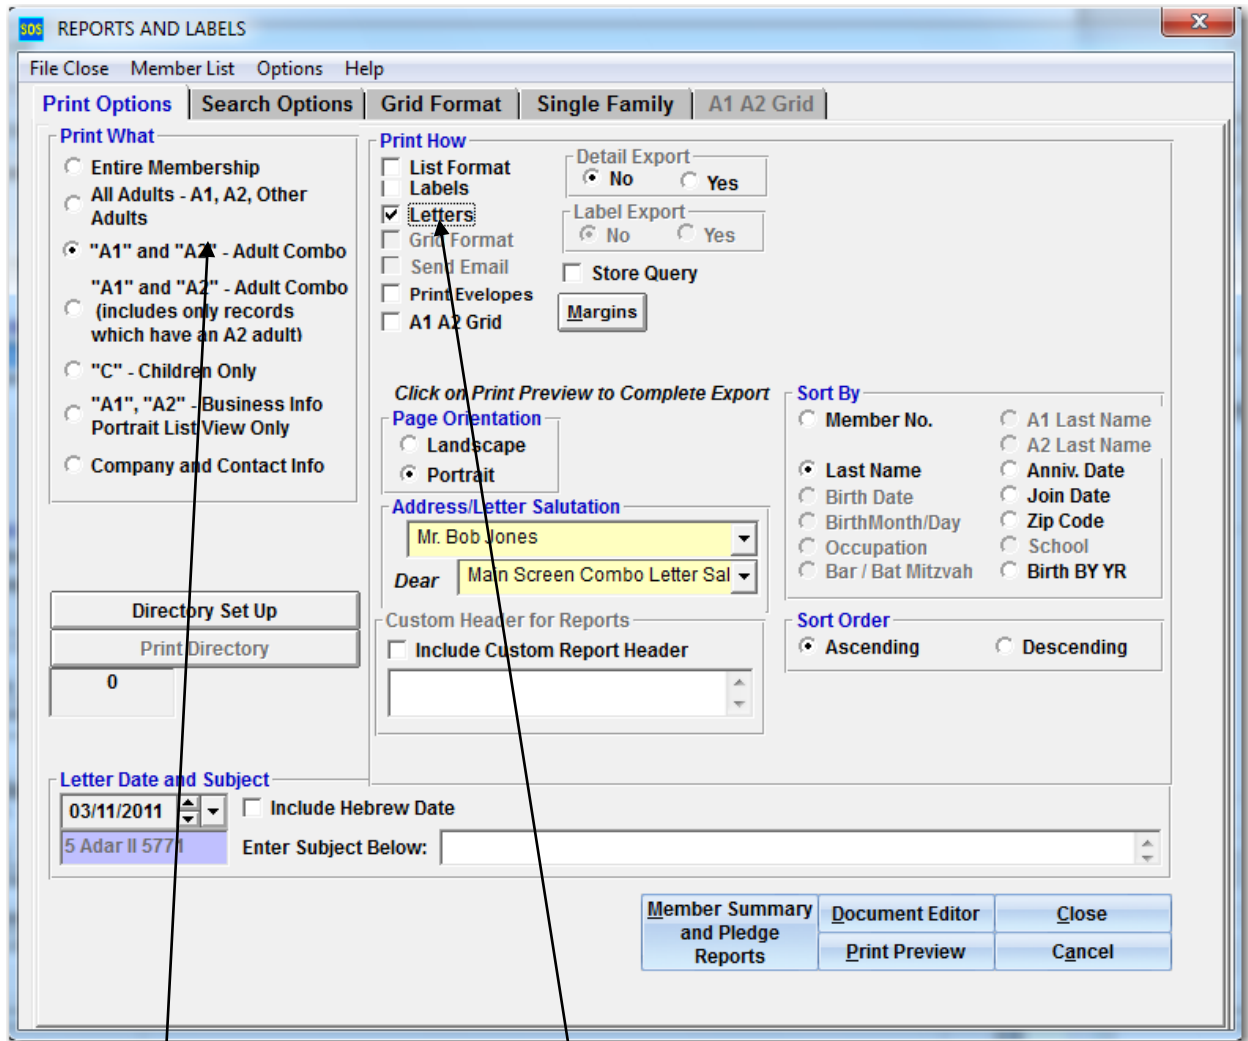 SOS REPORTS AND LABELS
X
File Close Member List Options Help
Print Options Search Options Grid Format Single Family A1 A2 Grid
Print What
Entire Membership
All Adults - A1, A2, Other
Adults
"A1" and "A2" - Adult Combo
"A1" and "A2" - Adult Combo
(includes only records
which have an A2 adult)
"C" - Children Only
"A1", "A2" - Business Info
Portrait List View Only
Company and Contact Info
Directory Set Up
Print Directory
0
Print How
List Format
Labels
Letters
Grid Format
Send Email
Print Evelopes
A1 A2 Grid
Detail Export
No Yes
Label Export
No Yes
Store Query
Margins
Click on Print Preview to Complete Export
Page Orientation
Landscape
Portrait
Address/Letter Salutation
Mr. Bob Jones
Dear Main Screen Combo Letter Sal
Custom Header for Reports
Include Custom Report Header
Sort By
Member No. A1 Last Name
A2 Last Name
Last Name Anniv. Date
Birth Date Join Date
BirthMonth/Day Zip Code
Occupation School
Bar / Bat Mitzvah Birth BY YR
Sort Order
Ascending Descending
Letter Date and Subject
03/11/2011 Include Hebrew Date
5 Adar II 5771 Enter Subject Below:
Member Summary
and Pledge
Reports
Document Editor Close
Print Preview Cancel